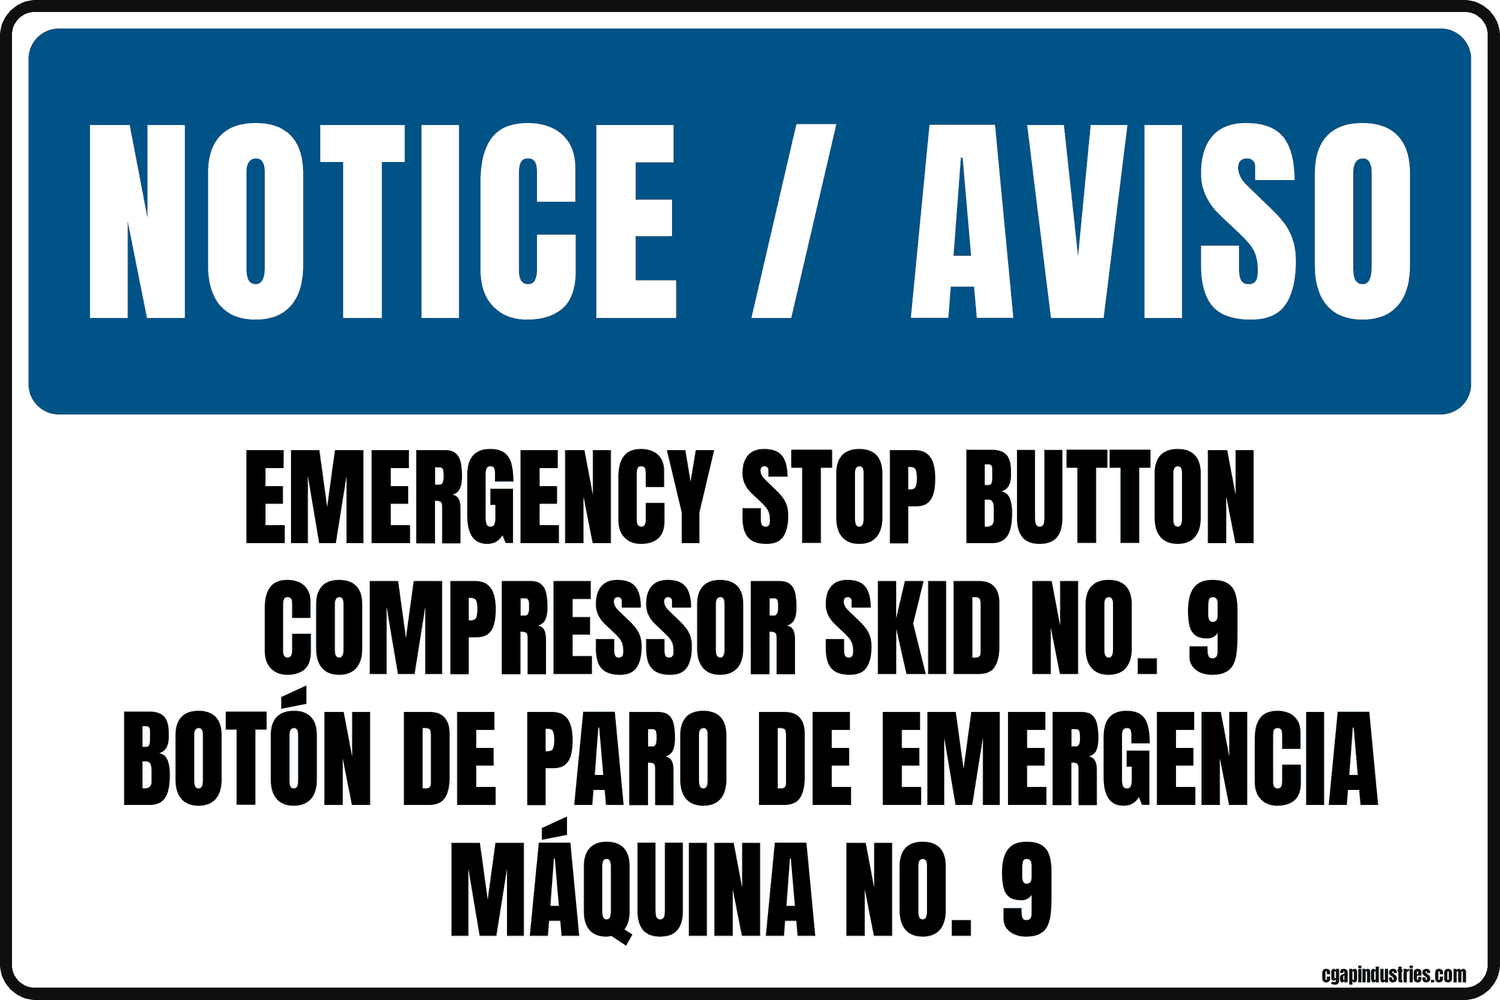 NOTICE / AVISO
EMERGENCY STOP BUTTON
COMPRESSOR SKID NO. 9
BOTÓN DE PARO DE EMERGENCIA
MÁQUINA NO. 9
cgapindustries.com